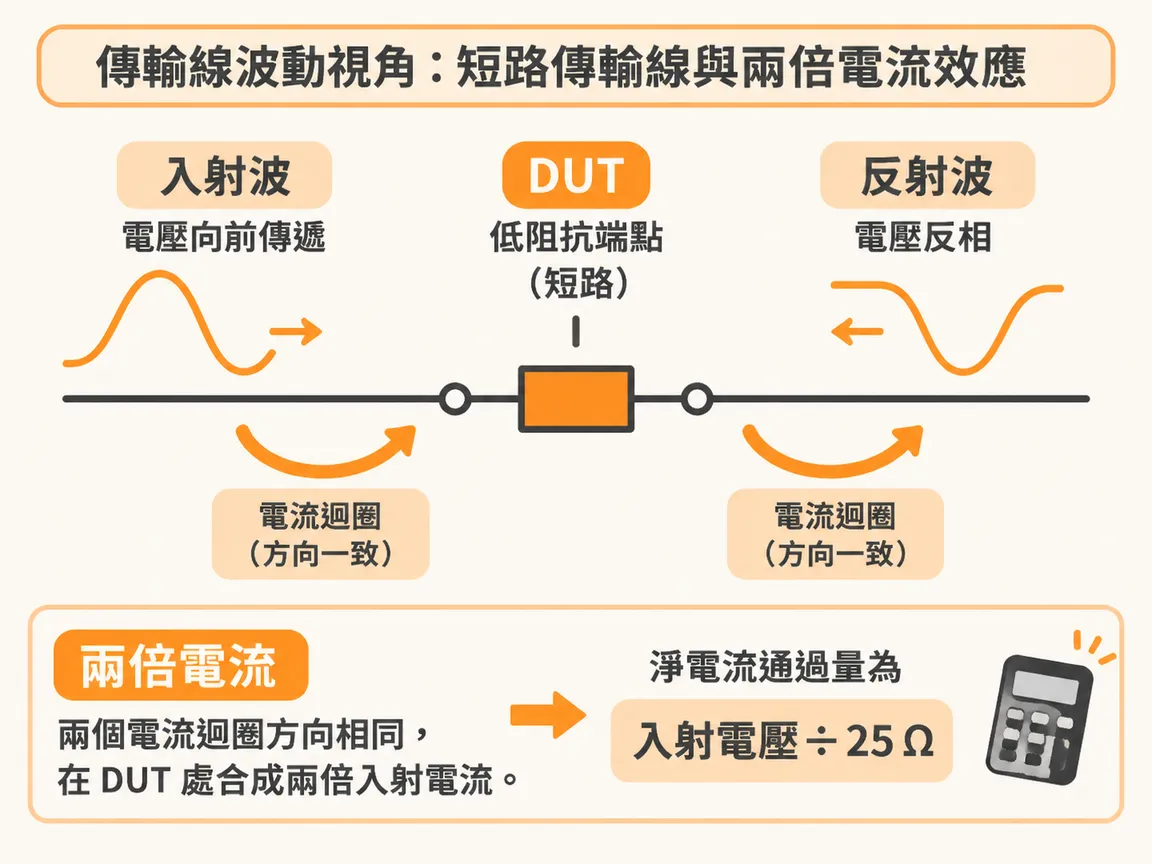 傳輸線波動視角：短路傳輸線與兩倍電流效應
入射波
電壓向前傳遞
DUT
低阻抗端點
（短路）
反射波
電壓反相
電流迴圈
（方向一致）
電流迴圈
（方向一致）
兩倍電流
兩個電流迴圈方向相同，
在 DUT 處合成兩倍入射電流。
淨電流通過量為
入射電壓 ÷ 25 Ω